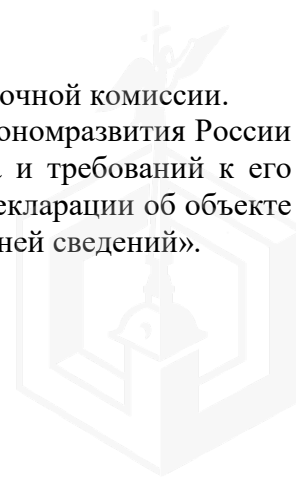 очной комиссии.
ономразвития России
и требований к его
екларации об объекте
ней сведений».